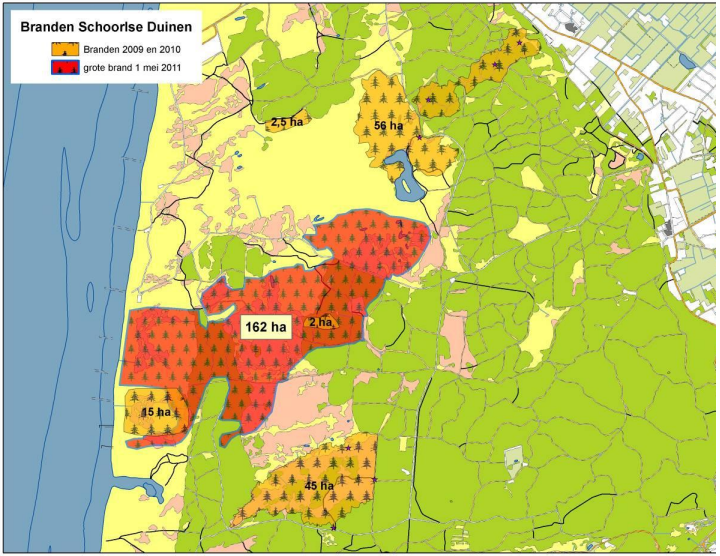 Branden Schoorlse Duinen
Branden 2009 en 2010
grote brand 1 mei 2011
2,5 ha
56 ha
162 ha
2 ha
15 ha
45 ha